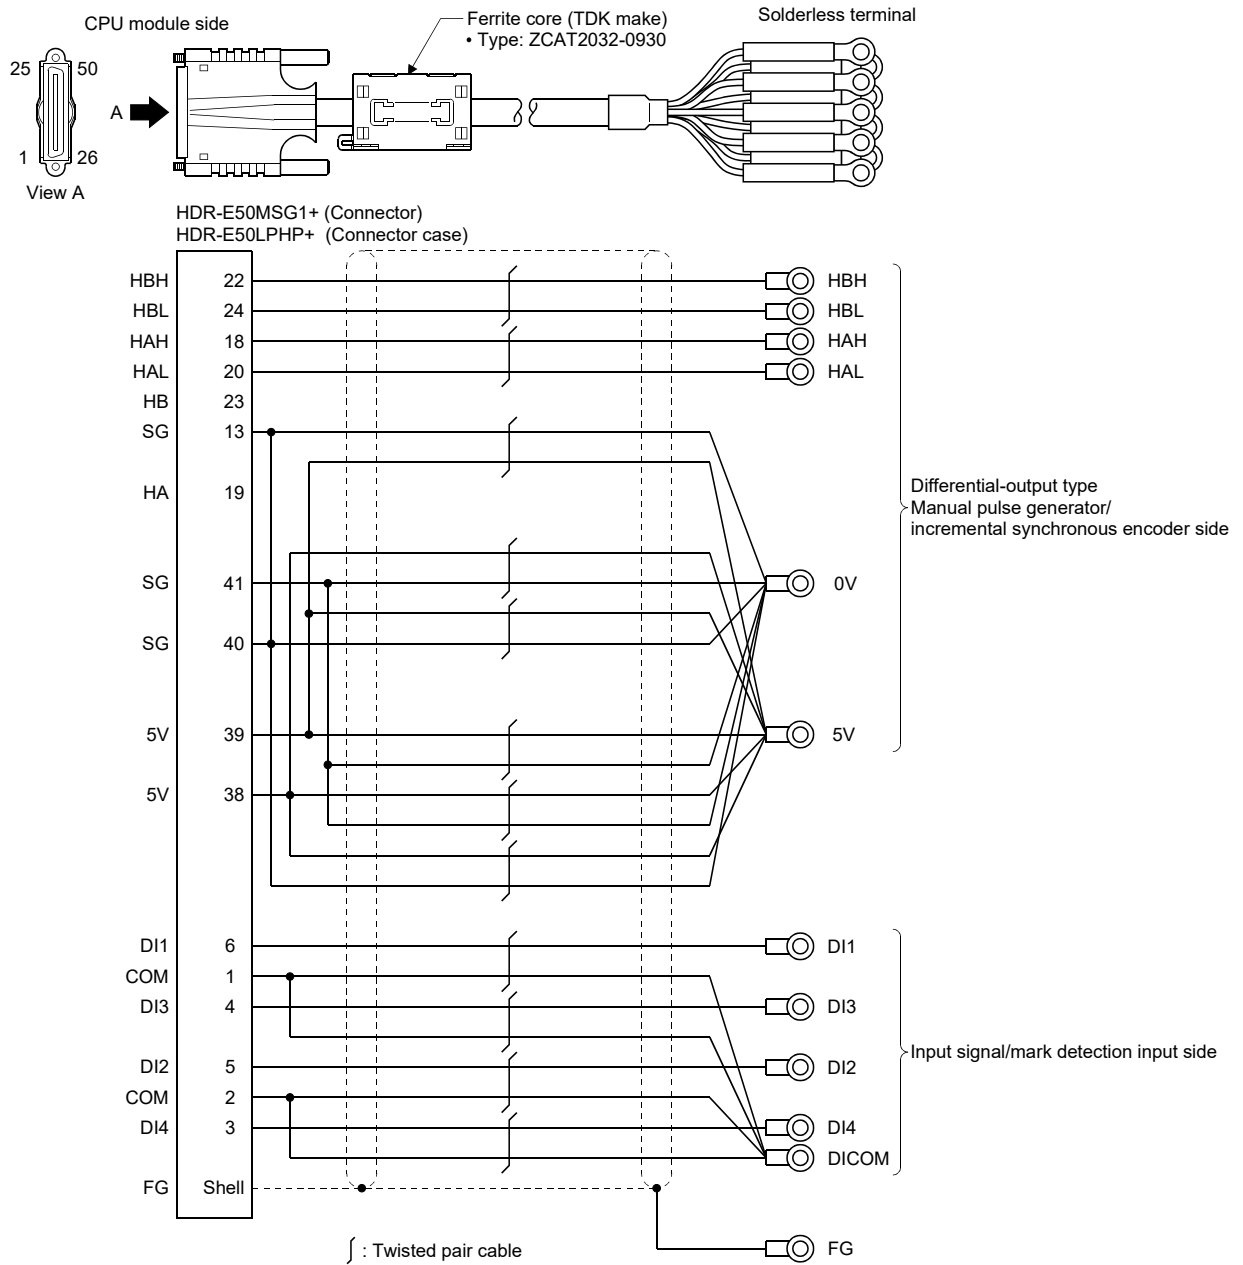 CPU module side
Ferrite core (TDK make)
• Type: ZCAT2032-0930
Solderless terminal
25
50
A
1
26
View A
HDR-E50MSG1+ (Connector)
HDR-E50LPHP+ (Connector case)
HBH 22 HBH
HBL 24 HBL
HAH 18 HAH
HAL 20 HAL
HB 23
SG 13
HA 19
Differential-output type
Manual pulse generator/
incremental synchronous encoder side
SG 41 0V
SG 40
5V 39 5V
5V 38
DI1 6 DI1
COM 1
DI3 4 DI3
Input signal/mark detection input side
DI2 5 DI2
COM 2
DI4 3 DI4
DICOM
FG Shell
FG
: Twisted pair cable